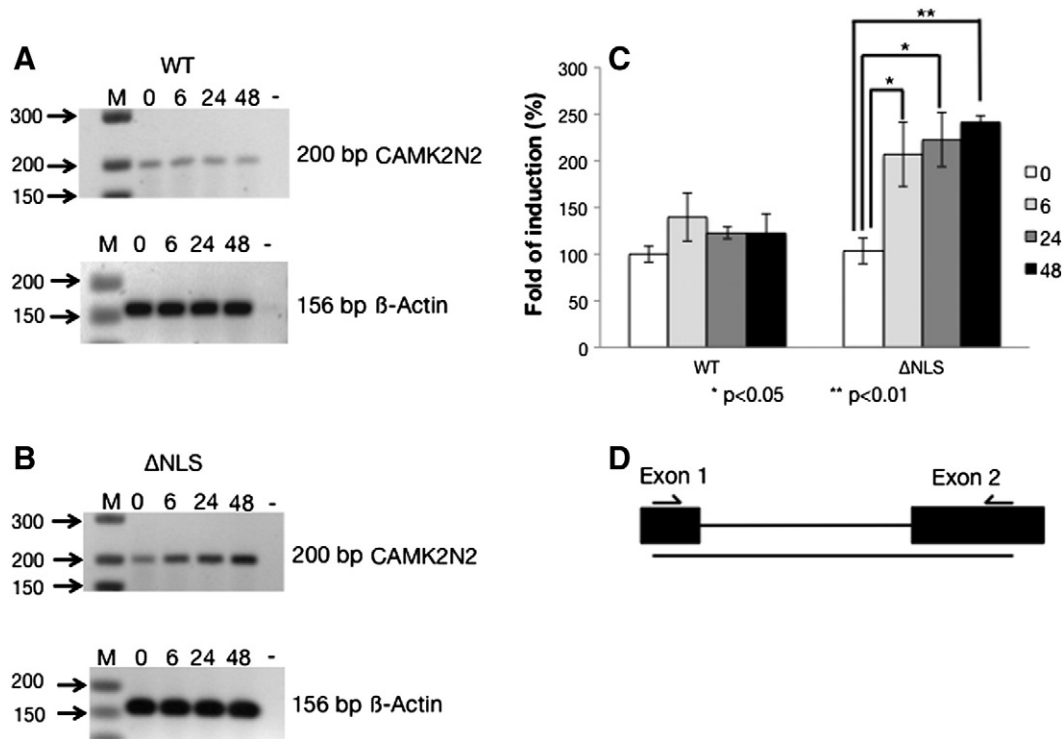 A
WT
M 0 6 24 48 -
300
200
150
200 bp CAMK2N2
M 0 6 24 48 -
200
150
156 bp ß-Actin
B
ΔNLS
M 0 6 24 48 -
300
200
150
200 bp CAMK2N2
M 0 6 24 48 -
200
150
156 bp ß-Actin
C
Fold of induction (%)
300
250
200
150
100
50
0
*
*
**
WT
ΔNLS
0
6
24
48
* p<0.05 ** p<0.01
D
Exon 1 Exon 2